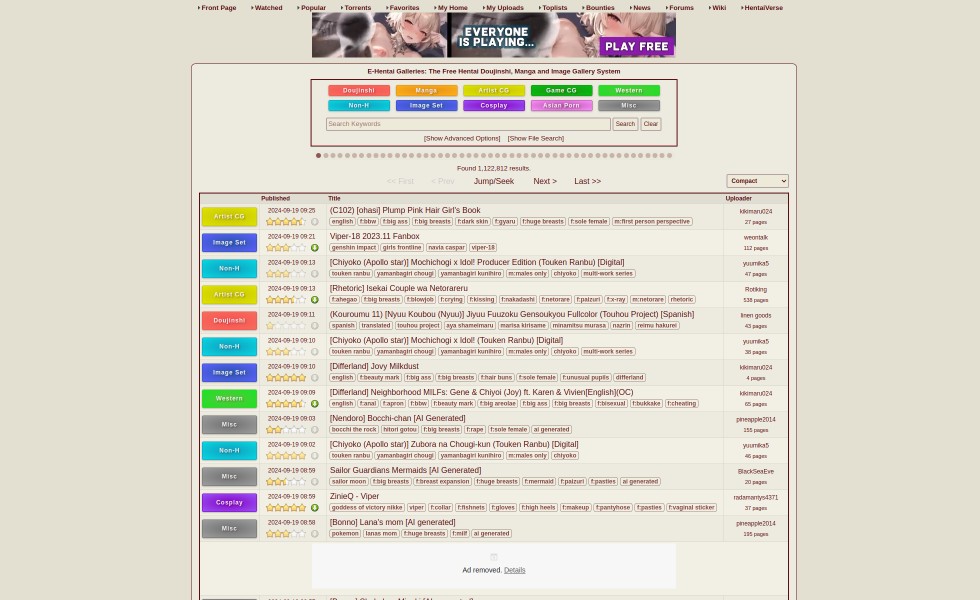 Front Page Watched Popular Torrents Favorites My Home My Uploads Toplists Bounties News Forums Wiki HentaiVerse
EVERYONE
IS PLAYING...
PLAY FREE
E-Hentai Galleries: The Free Hentai Doujinshi, Manga and Image Gallery System
Doujinshi Manga Artist CG Game CG Western
Non-H Image Set Cosplay Asian Porn Misc
Search Keywords Search Clear
[Show Advanced Options] [Show File Search]
Found 1,122,812 results.
<< First < Prev Jump/Seek Next > Last >> Compact
Published Title Uploader
Artist CG 2024-09-19 09:25 (C102) [ohasi] Plump Pink Hair Girl's Book kikimaru024
english f:bbw f:big ass f:big breasts f:dark skin f:gyaru f:huge breasts f:sole female m:first person perspective 27 pages
Image Set 2024-09-19 09:21 Viper-18 2023.11 Fanbox weontalk
genshin impact girls frontline navia caspar viper-18 112 pages
Non-H 2024-09-19 09:13 [Chiyoko (Apollo star)] Mochichogi x Idol! Producer Edition (Touken Ranbu) [Digital] yuumika5
touken ranbu yamanbagiri chougi yamanbagiri kunihiro m:males only chiyoko multi-work series 47 pages
Artist CG 2024-09-19 09:13 [Rhetoric] Isekai Couple wa Netorareru Rotiking
f:ahegao f:big breasts f:blowjob f:crying f:kissing f:nakadashi f:netorare f:paizuri f:x-ray m:netorare rhetoric 538 pages
Doujinshi 2024-09-19 09:11 (Kouroumu 11) [Nyuu Koubou (Nyuu)] Jiyuu Fuuzoku Gensoukyou Fullcolor (Touhou Project) [Spanish] linen goods
spanish translated touhou project aya shameimaru marisa kirisame minamitsu murasa nazrin reimu hakurei 43 pages
Non-H 2024-09-19 09:10 [Chiyoko (Apollo star)] Mochichogi x Idol! (Touken Ranbu) [Digital] yuumika5
touken ranbu yamanbagiri chougi yamanbagiri kunihiro m:males only chiyoko multi-work series 38 pages
Image Set 2024-09-19 09:10 [Differland] Jovy Milkdust kikimaru024
english f:beauty mark f:big ass f:big breasts f:hair buns f:sole female f:unusual pupils differland 4 pages
Western 2024-09-19 09:09 [Differland] Neighborhood MILFs: Gene & Chiyoi (Joy) ft. Karen & Vivien[English](OC) kikimaru024
english f:anal f:apron f:bbw f:beauty mark f:big areolae f:big ass f:big breasts f:bisexual f:bukkake f:cheating 65 pages
Misc 2024-09-19 09:03 [Nendoro] Bocchi-chan [AI Generated] pineapple2014
bocchi the rock hitori gotou f:big breasts f:rape f:sole female ai generated 155 pages
Non-H 2024-09-19 09:02 [Chiyoko (Apollo star)] Zubora na Chougi-kun (Touken Ranbu) [Digital] yuumika5
touken ranbu yamanbagiri chougi yamanbagiri kunihiro m:males only chiyoko 46 pages
Misc 2024-09-19 08:59 Sailor Guardians Mermaids [AI Generated] BlackSeaEve
sailor moon f:big breasts f:breast expansion f:huge breasts f:mermaid f:paizuri f:pasties ai generated 20 pages
Cosplay 2024-09-19 08:59 ZinieQ - Viper radamantys4371
goddess of victory nikke viper f:collar f:fishnets f:gloves f:high heels f:makeup f:pantyhose f:pasties f:vaginal sticker 37 pages
Misc 2024-09-19 08:58 [Bonno] Lana's mom [AI generated] pineapple2014
pokemon lanas mom f:huge breasts f:milf ai generated 195 pages
Ad removed. Details